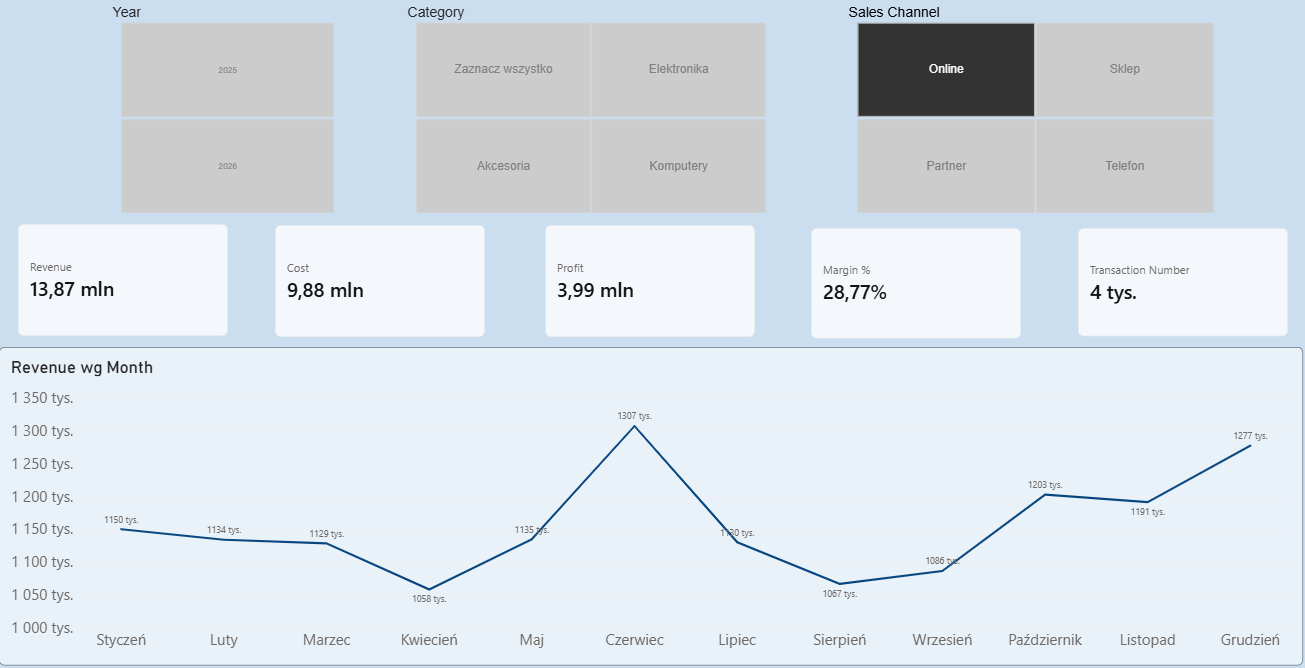 Year
Category
Sales Channel
2025
Zaznacz wszystko
Elektronika
Online
Sklep
2026
Akcesoria
Komputery
Partner
Telefon
Revenue
13,87 mln
Cost
9,88 mln
Profit
3,99 mln
Margin %
28,77%
Transaction Number
4 tys.
Revenue wg Month
1 350 tys.
1 300 tys.
1 250 tys.
1 200 tys.
1 150 tys.
1 100 tys.
1 050 tys.
1 000 tys.
1150 tys.
1134 tys.
1129 tys.
1058 tys.
1135 tys.
1307 tys.
1130 tys.
1067 tys.
1086 tys.
1203 tys.
1191 tys.
1277 tys.
Styczeń
Luty
Marzec
Kwiecień
Maj
Czerwiec
Lipiec
Sierpień
Wrzesień
Październik
Listopad
Grudzień